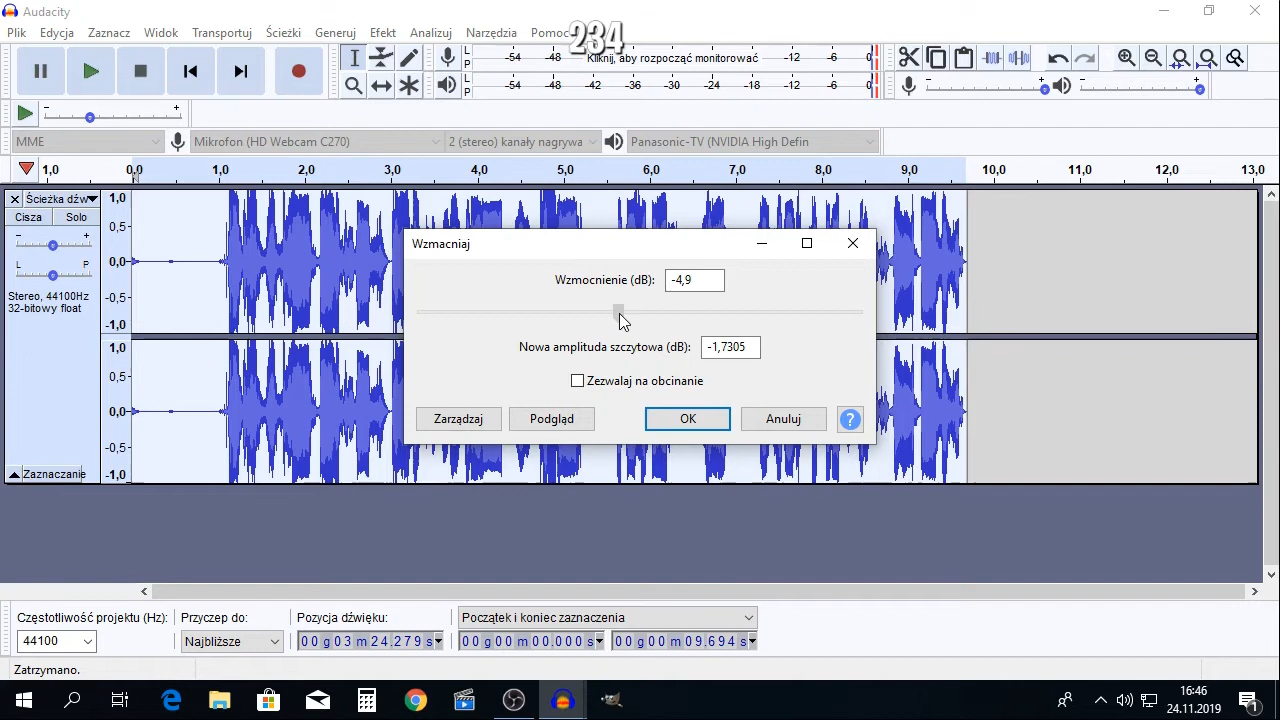 Audacity
Plik Edycja Zaznacz Widok Transportuj Ścieżki Generuj Efekt Analizuj Narzędzia Pomoc
234
L
P
-54 -48 Kliknij, aby rozpocząć monitorować -12 -6 0
L
P
-54 -48 -42 -36 -30 -24 -18 -12 -6 0
- +
- +
- +
MME
Mikrofon (HD Webcam C270)
2 (stereo) kanały nagrywa
Panasonic-TV (NVIDIA High Defin
1,0 0,0 1,0 2,0 3,0 4,0 5,0 6,0 7,0 8,0 9,0 10,0 11,0 12,0 13,0
Ścieżka dźw
Cisza Solo
- +
L P
Stereo, 44100Hz
32-bitowy float
Zaznaczanie
1,0
0,5
0,0
-0,5
-1,0
1,0
0,5
0,0
-0,5
-1,0
Wzmacniaj
Wzmocnienie (dB): -4,9
Nowa amplituda szczytowa (dB): -1,7305
Zezwalaj na obcinanie
Zarządzaj Podgląd OK Anuluj ?
Częstotliwość projektu (Hz): Przyczep do: Pozycja dźwięku: Początek i koniec zaznaczenia
44100 Najbliższe 00 g 03 m 24.279 s 00 g 00 m 00.000 s 00 g 00 m 09.694 s
Zatrzymano.
16:46
24.11.2019
1